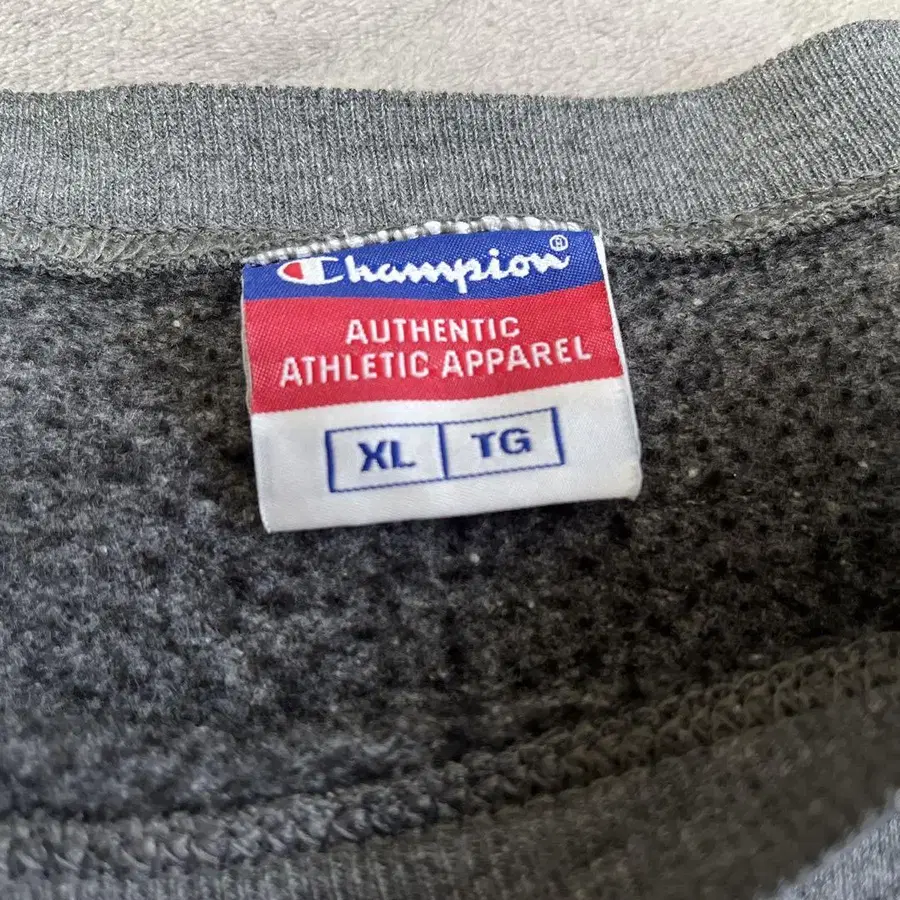 Champion®
AUTHENTIC
ATHLETIC APPAREL
XL TG